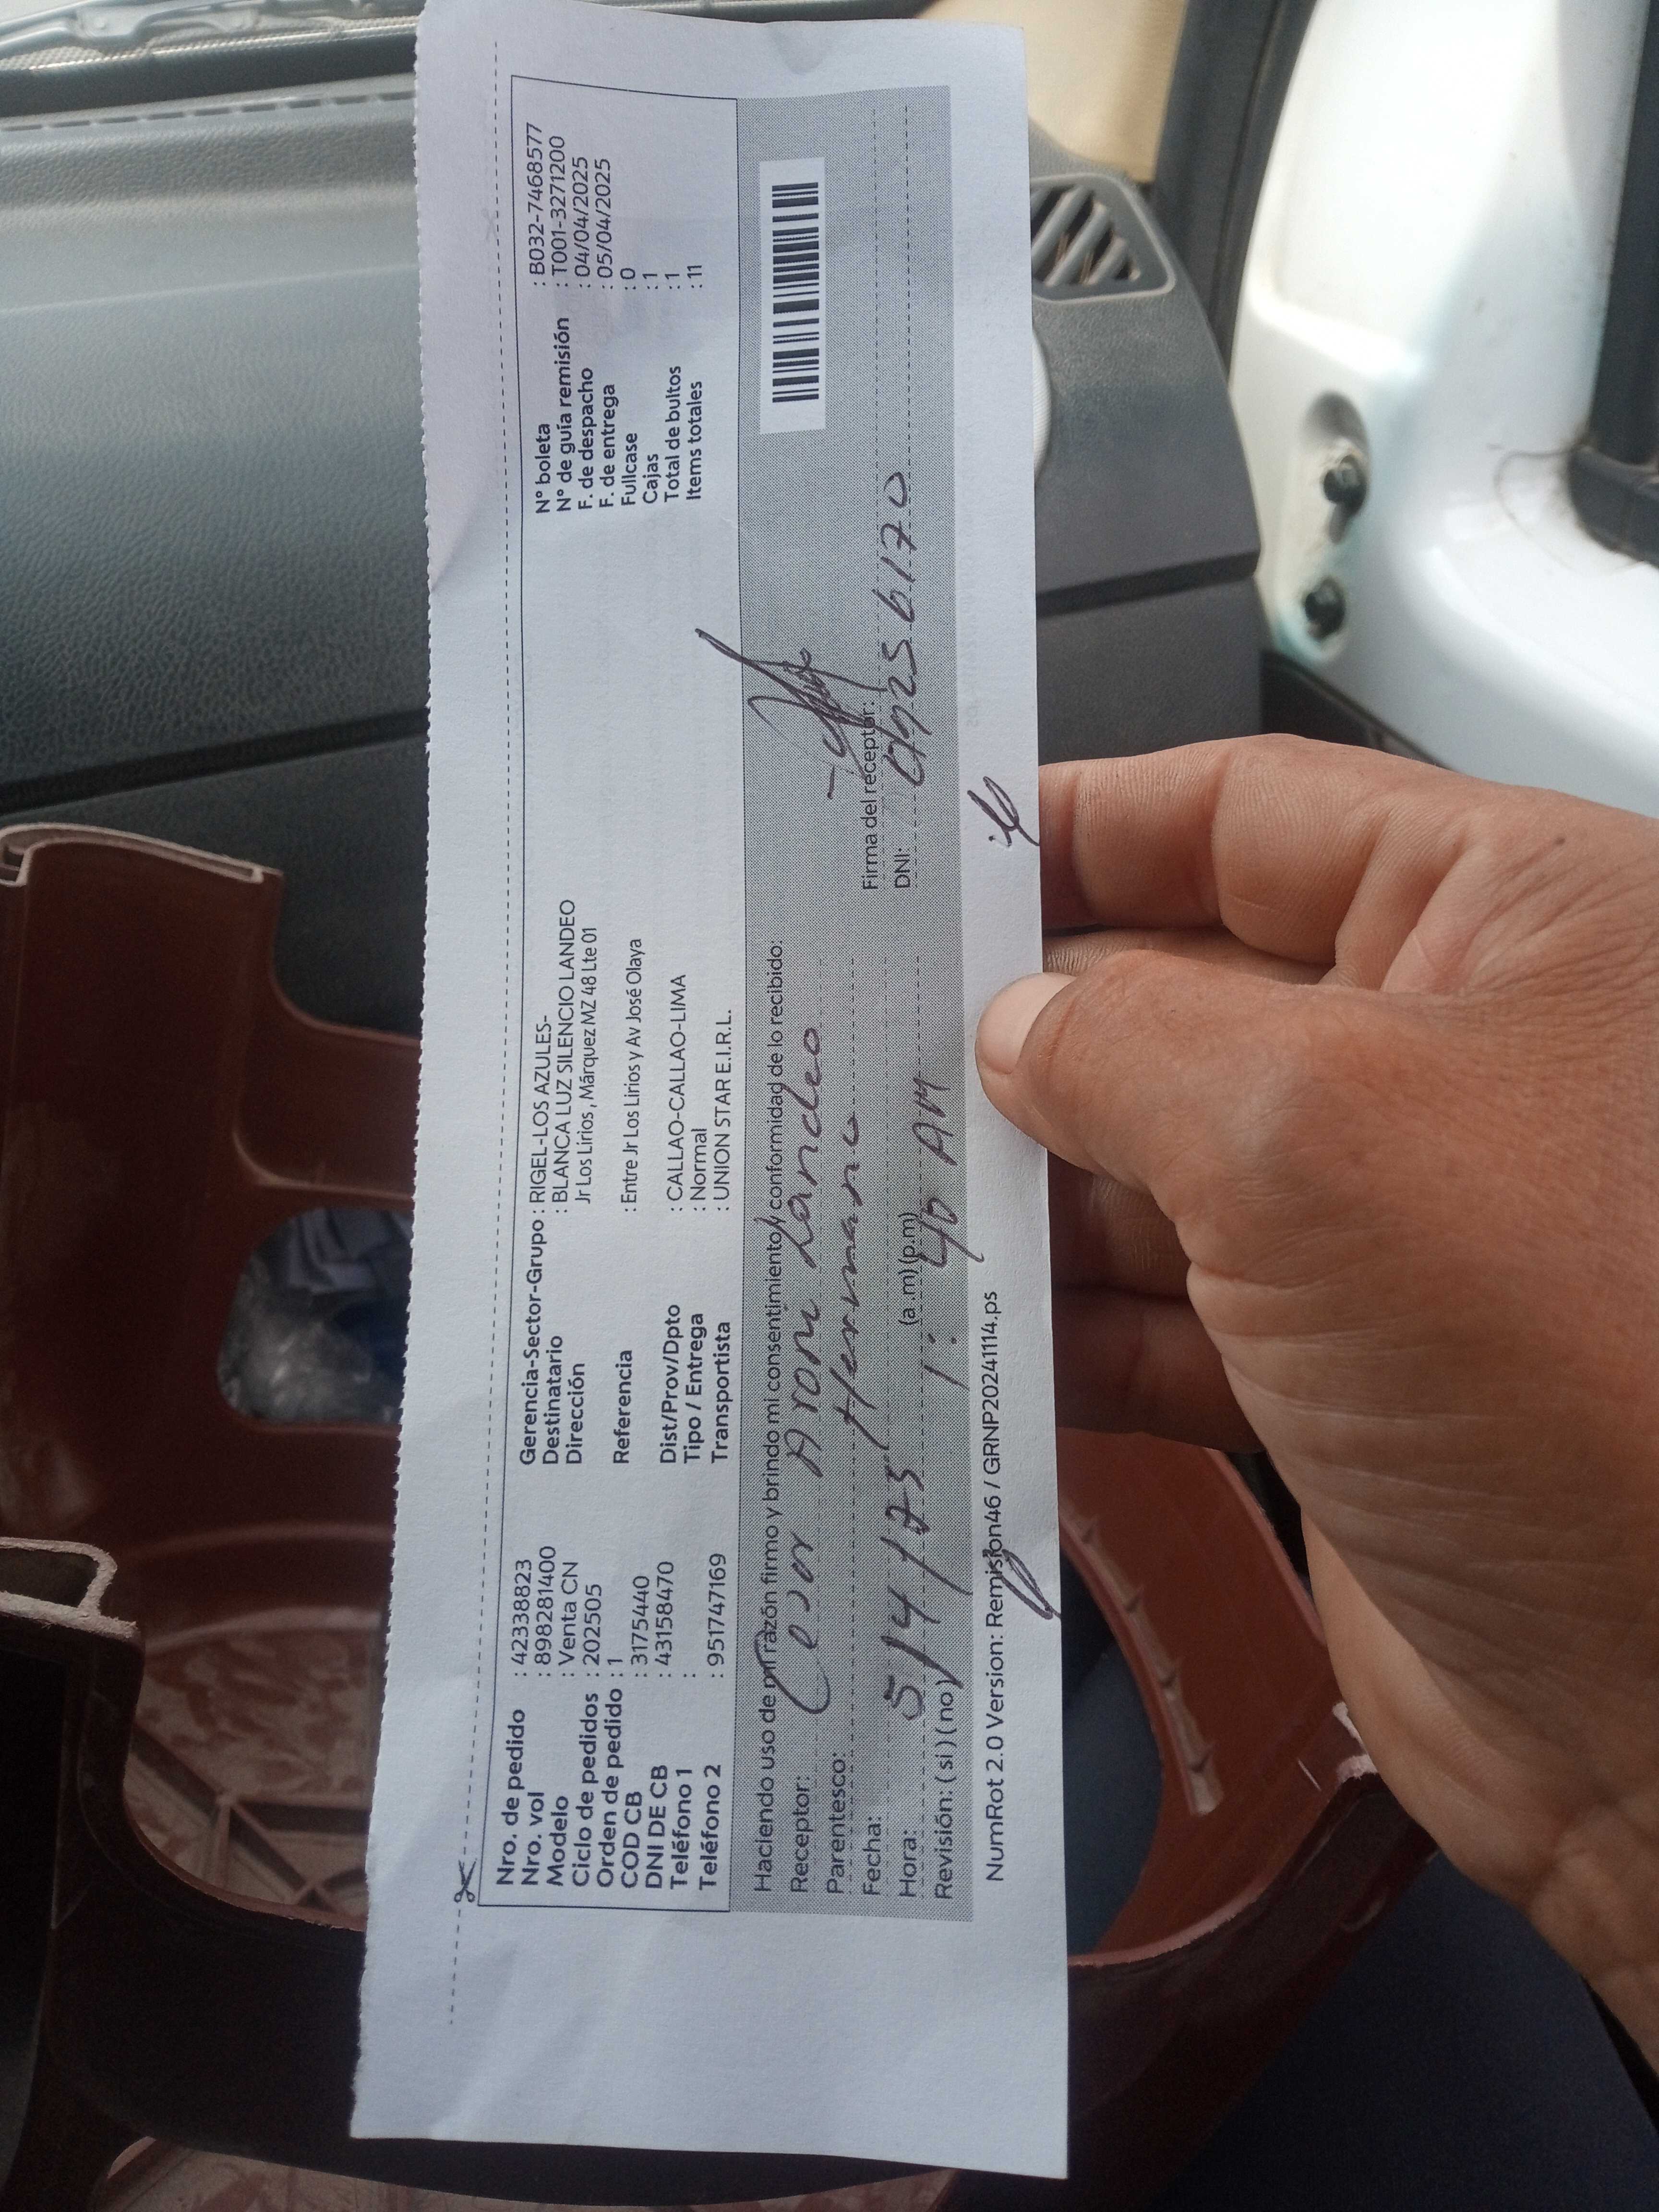 Nro. de pedido : 42338823
Nro. vol : 898281400
Modelo : Venta CN
Ciclo de pedidos : 202505
Orden de pedido : 1
COD CB : 3175440
DNI DE CB : 43158470
Teléfono 1 :
Teléfono 2 : 951747169
Gerencia-Sector-Grupo : RIGEL-LOS AZULES-
Destinatario : BLANCA LUZ SILENCIO LANDEO
Dirección Jr Los Lirios , Márquez MZ 48 Lte 01
Referencia : Entre Jr Los Lirios y Av José Olaya
Dist/Prov/Dpto : CALLAO-CALLAO-LIMA
Tipo / Entrega : Normal
Transportista : UNION STAR E.I.R.L.
N° boleta : B032-7468577
N° de guía remisión : T001-3271200
F. de despacho : 04/04/2025
F. de entrega : 05/04/2025
Fullcase : 0
Cajas : 1
Total de bultos : 1
Items totales : 11
Haciendo uso de mi razón firmo y brindo mi consentimiento y conformidad de lo recibido:
Receptor: Landeo
Parentesco: Hermano
Fecha: 5/4/25
Hora: (a .m) (p.m) 1: 40 AM
Revisión: ( si ) ( no )
Firma del receptor:
DNI:
NumRot 2.0 Version: Remision46 / GRNP20241114.ps